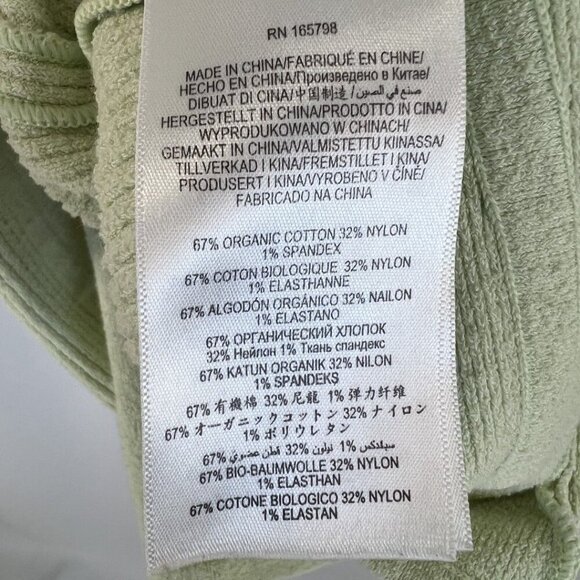 RN 165798
MADE IN CHINA/FABRIQUÉ EN CHINE/
HECHO EN CHINA/Произведено в Китае/
DIBUAT DI CINA/中国制造/صنع في الصين/
HERGESTELLT IN CHINA/PRODOTTO IN CINA/
WYPRODUKOWANO W CHINACH/
GEMAAKT IN CHINA/VALMISTETTU KIINASSA/
TILLVERKAD I KINA/FREMSTILLET I KINA/
PRODUSERT I KINA/VYROBENO V ČÍNĚ/
FABRICADO NA CHINA
67% ORGANIC COTTON 32% NYLON
1% SPANDEX
67% COTON BIOLOGIQUE 32% NYLON
1% ELASTHANNE
67% ALGODÓN ORGÁNICO 32% NAILON
1% ELASTANO
67% ОРГАНИЧЕСКИЙ ХЛОПОК
32% Нейлон 1% Ткань спандекс
67% KATUN ORGANIK 32% NILON
1% SPANDEKS
67% 有機棉 32% 尼龍 1% 弹力纤维
67% オーガニックコットン 32% ナイロン
1% ポリウレタン
67% قطن عضوي 32% نيلون 1% سباندكس
67% BIO-BAUMWOLLE 32% NYLON
1% ELASTHAN
67% COTONE BIOLOGICO 32% NYLON
1% ELASTAN